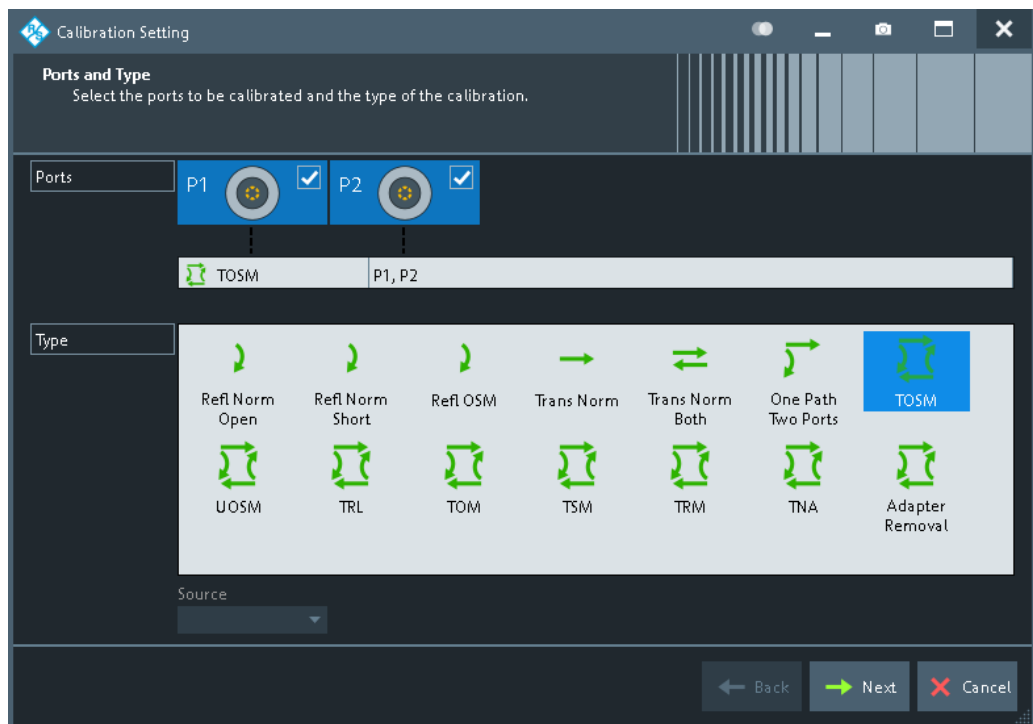 R&S
Calibration Setting
Ports and Type
Select the ports to be calibrated and the type of the calibration.
Ports
P1
P2
TOSM
P1, P2
Type
Refl Norm
Open
Refl Norm
Short
Refl OSM
Trans Norm
Trans Norm
Both
One Path
Two Ports
TOSM
UOSM
TRL
TOM
TSM
TRM
TNA
Adapter
Removal
Source
Back
Next
Cancel